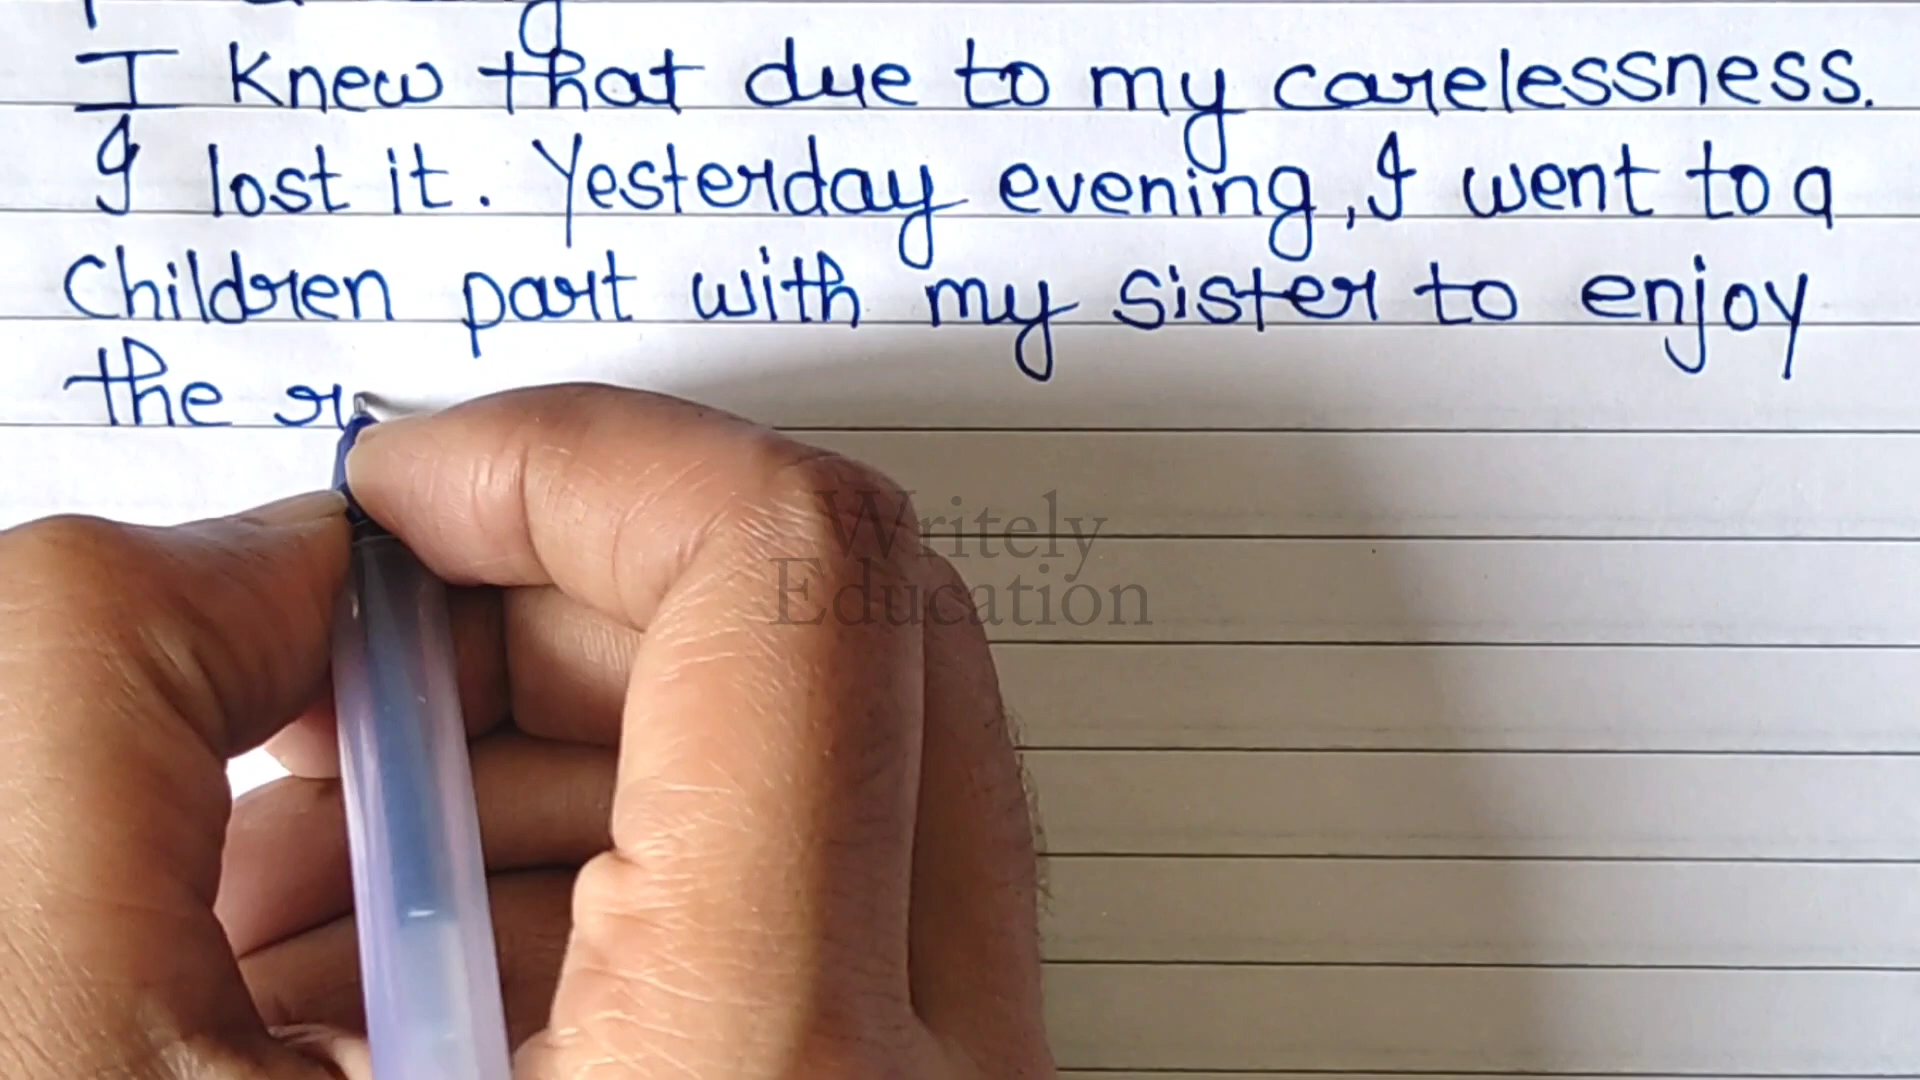 I knew that due to my carelessness.
I lost it. Yesterday evening, I went to a
Children part with my sister to enjoy
the r
Writely
Education